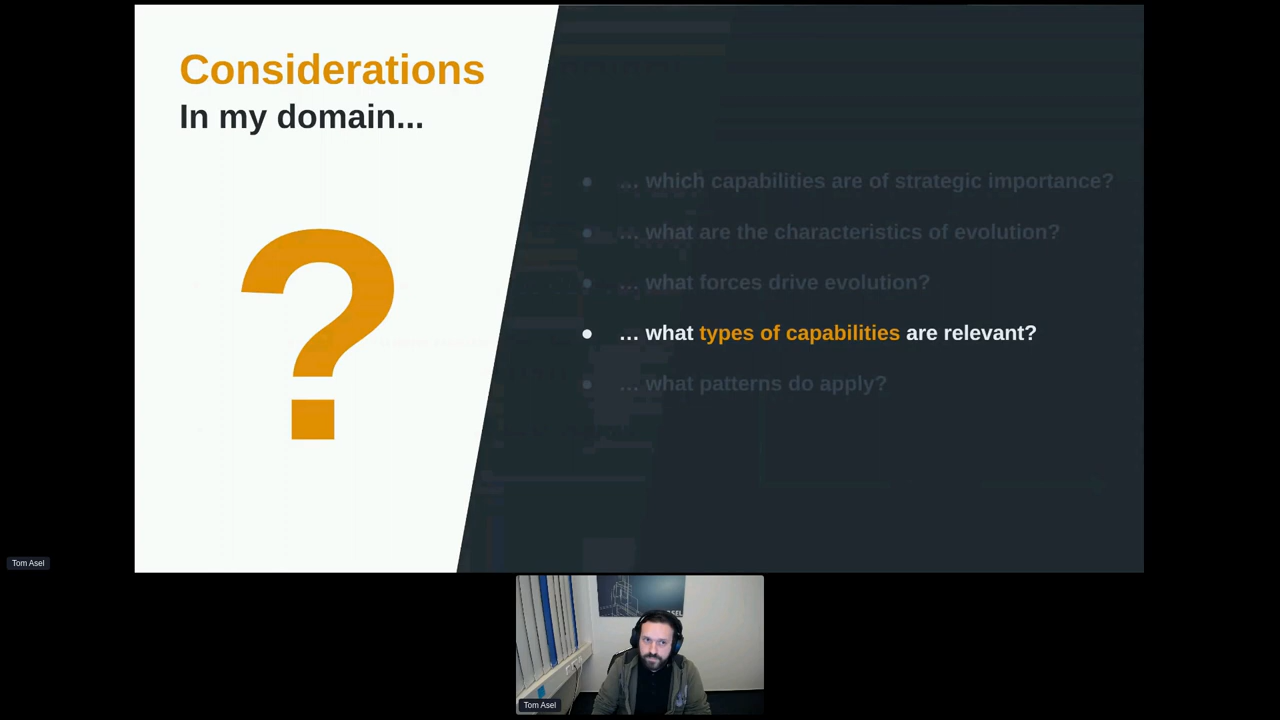 Considerations
In my domain...
?
● … which capabilities are of strategic importance?
● … what are the characteristics of evolution?
● … what forces drive evolution?
● … what types of capabilities are relevant?
● … what patterns do apply?
Tom Asel
Tom Asel